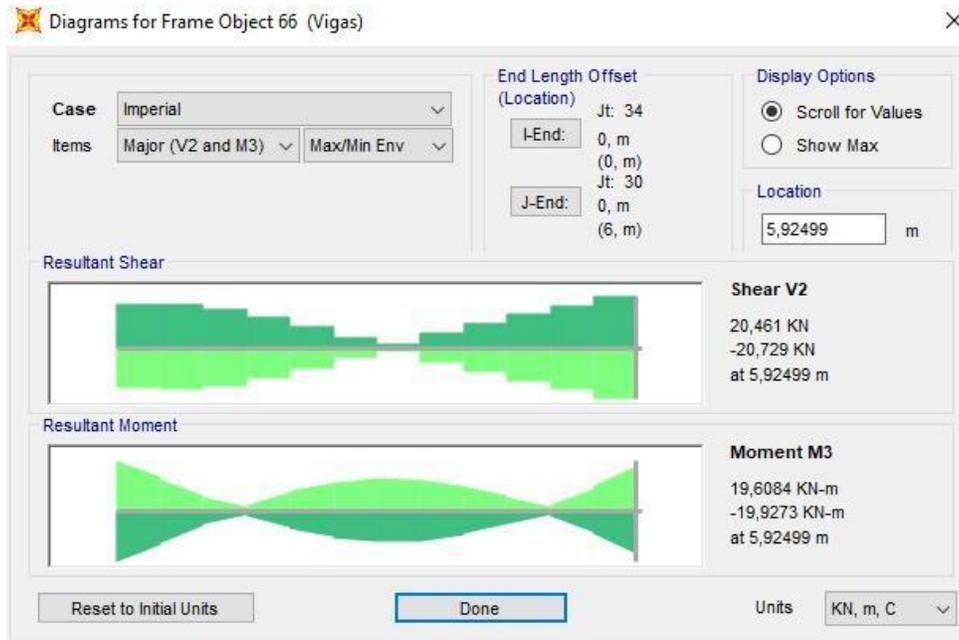 Diagrams for Frame Object 66 (Vigas)
Case Imperial
Items Major (V2 and M3) Max/Min Env
End Length Offset
(Location)
I-End:
Jt: 34
0, m
(0, m)
J-End:
Jt: 30
0, m
(6, m)
Display Options
Scroll for Values
Show Max
Location
5,92499 m
Resultant Shear
Shear V2
20,461 KN
-20,729 KN
at 5,92499 m
Resultant Moment
Moment M3
19,6084 KN-m
-19,9273 KN-m
at 5,92499 m
Reset to Initial Units
Done
Units KN, m, C